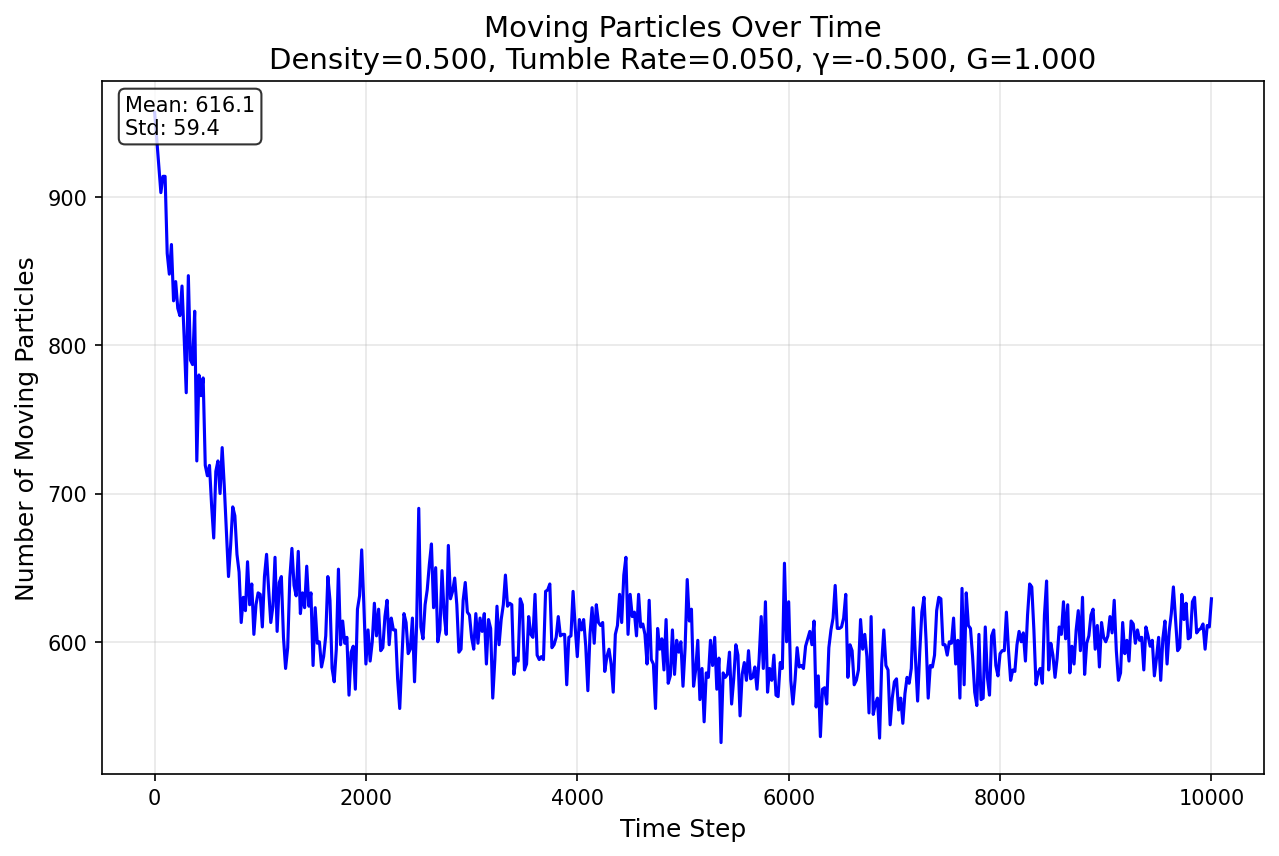 Moving Particles Over Time
Density=0.500, Tumble Rate=0.050, γ=-0.500, G=1.000
Mean: 616.1
Std: 59.4
Number of Moving Particles
900
800
700
600
0
2000
4000
6000
8000
10000
Time Step